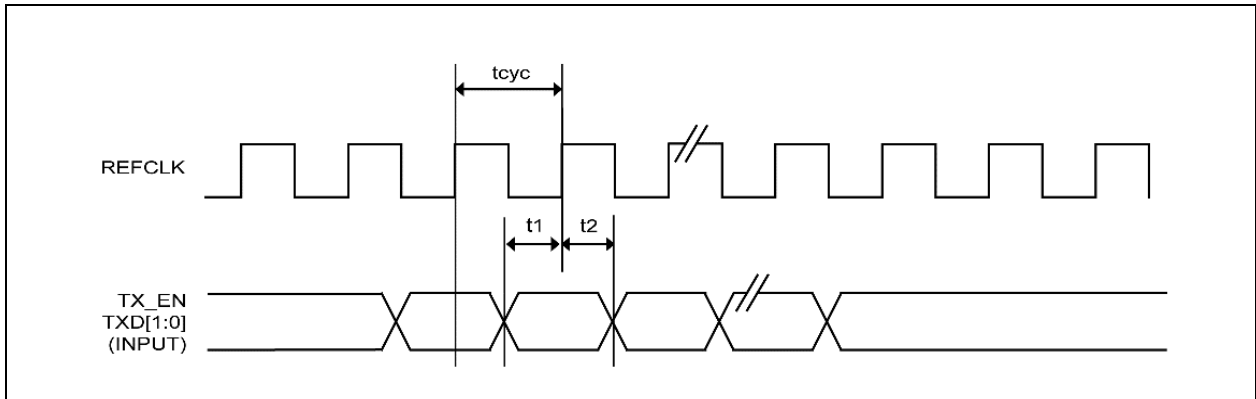 tcyc
REFCLK
t1
t2
TX_EN
TXD[1:0]
(INPUT)